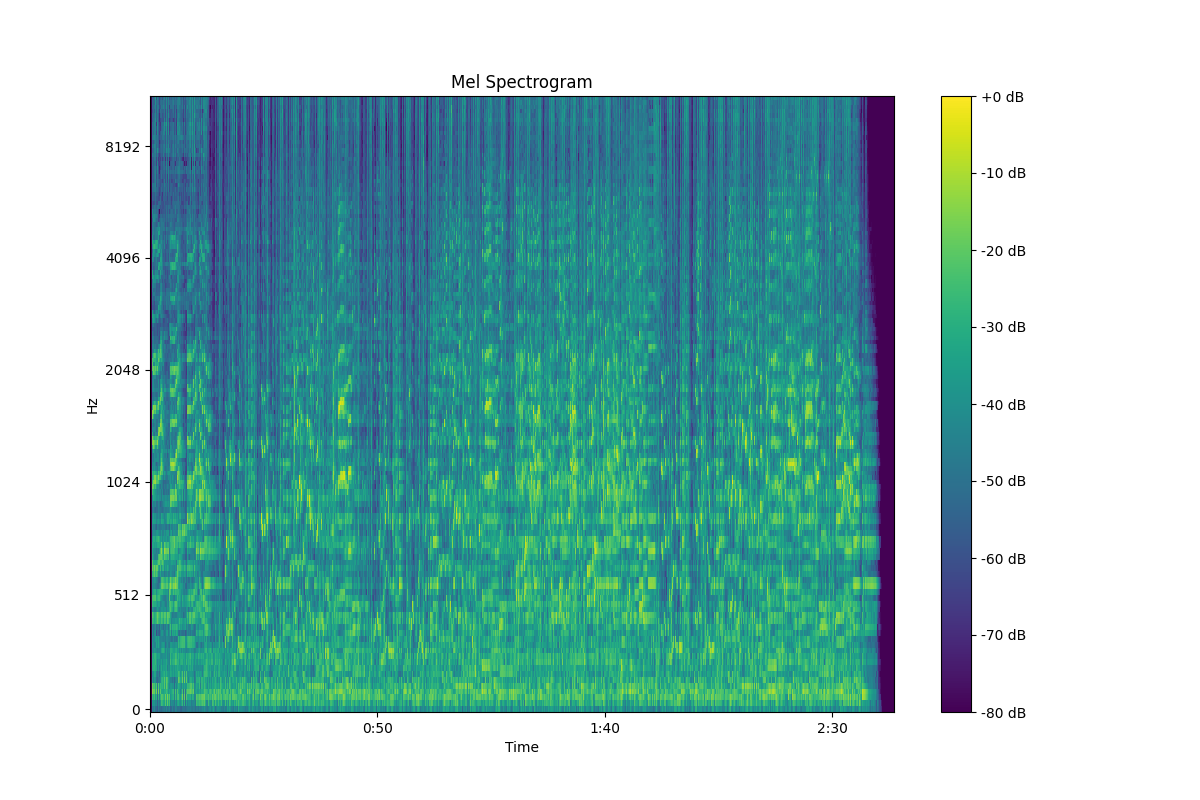 Mel Spectrogram
+0 dB
8192
-10 dB
-20 dB
4096
-30 dB
2048
Hz
-40 dB
1024
-50 dB
-60 dB
512
-70 dB
0
-80 dB
0:00
0:50
1:40
2:30
Time